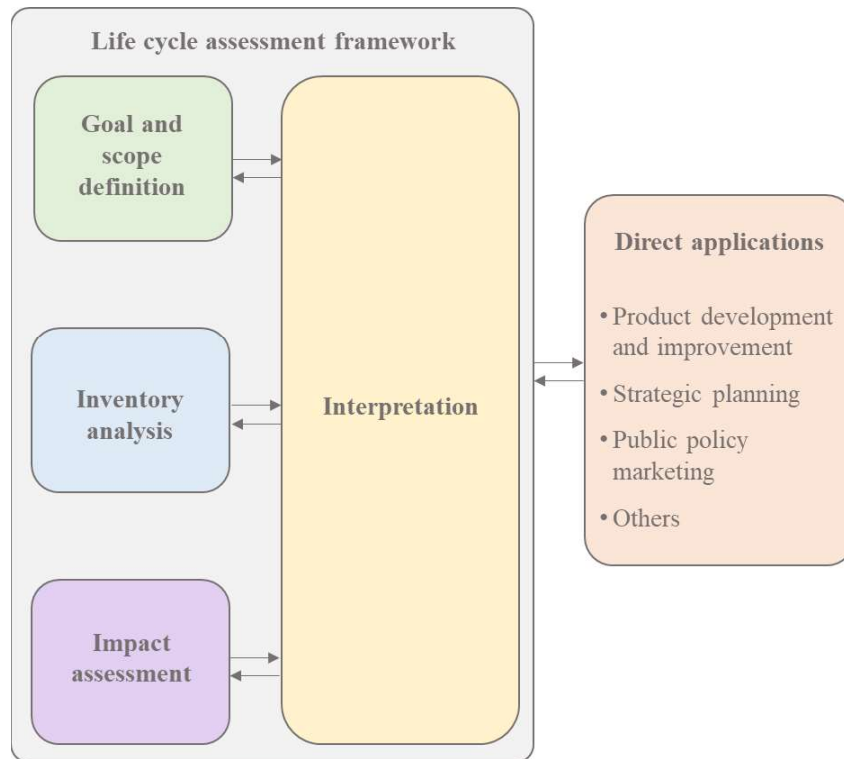 Life cycle assessment framework
Goal and
scope
definition
Inventory
analysis
Impact
assessment
Interpretation
Direct applications
• Product development
and improvement
• Strategic planning
• Public policy
marketing
• Others